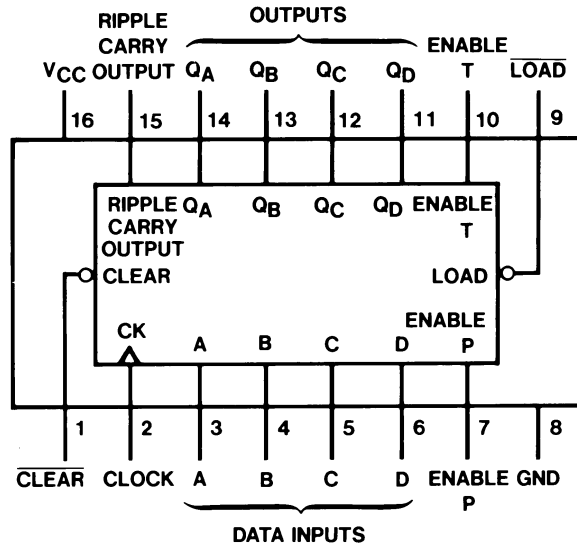 OUTPUTS
RIPPLE
CARRY
OUTPUT
VCC
QA QB QC QD
ENABLE
T
LOAD
16 15 14 13 12 11 10 9
RIPPLE
CARRY
OUTPUT
QA QB QC QD
ENABLE
T
CLEAR
LOAD
CK
A B C D
ENABLE
P
1 2 3 4 5 6 7 8
CLEAR CLOCK A B C D ENABLE GND
P
DATA INPUTS